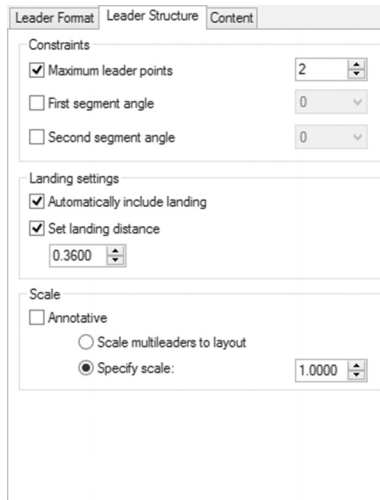 Leader Format Leader Structure Content
Constraints
Maximum leader points 2
First segment angle 0
Second segment angle 0
Landing settings
Automatically include landing
Set landing distance
0.3600
Scale
Annotative
Scale multileaders to layout
Specify scale: 1.0000